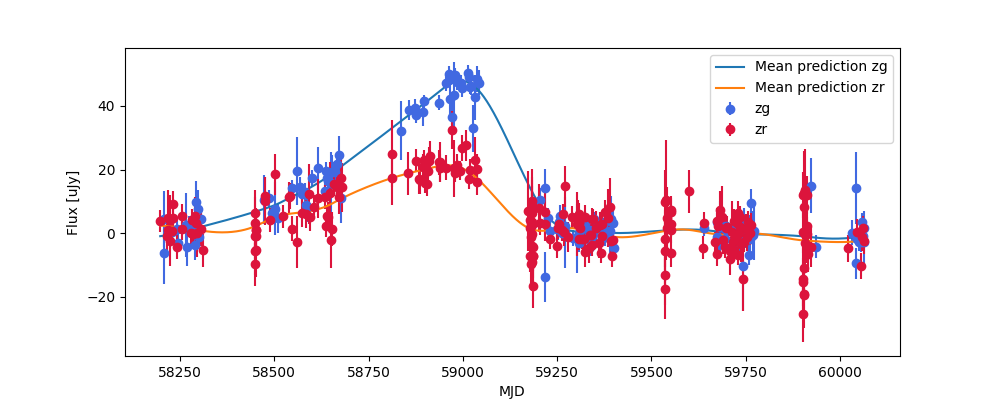 Flux [uJy]
40
20
0
−20
58250 58500 58750 59000 59250 59500 59750 60000
MJD
Mean prediction zg
Mean prediction zr
zg
zr